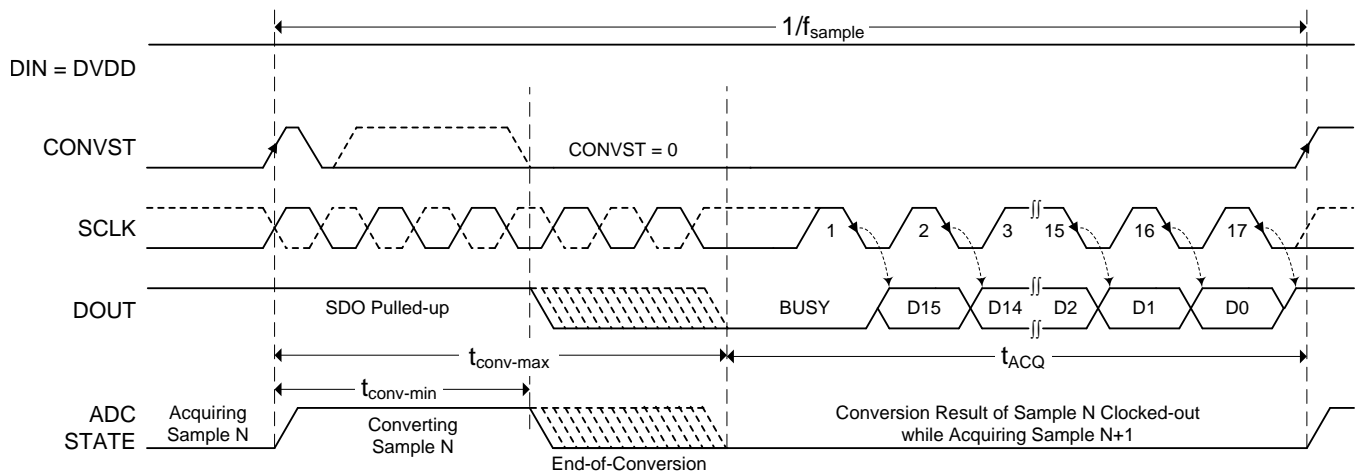 1/fsample
DIN = DVDD
CONVST
CONVST = 0
SCLK
1 2 3 15 16 17
DOUT
SDO Pulled-up
BUSY
D15 D14 D2 D1 D0
tconv-max
tACQ
tconv-min
ADC
STATE
Acquiring
Sample N
Converting
Sample N
End-of-Conversion
Conversion Result of Sample N Clocked-out
while Acquiring Sample N+1